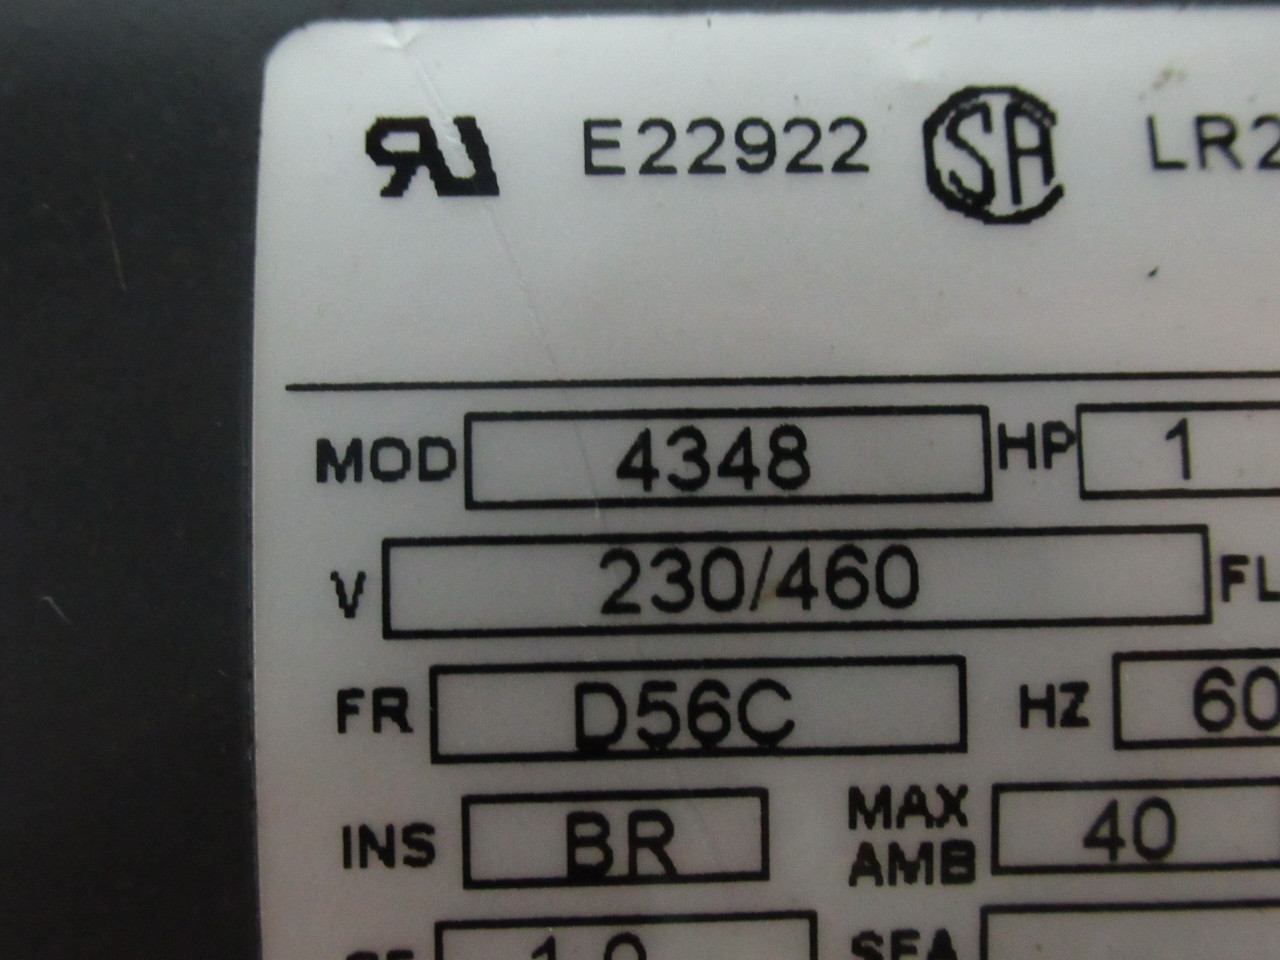 RU E22922 SA LR2
MOD 4348 HP 1
V 230/460 FL
FR D56C HZ 60
INS BR MAX AMB 40